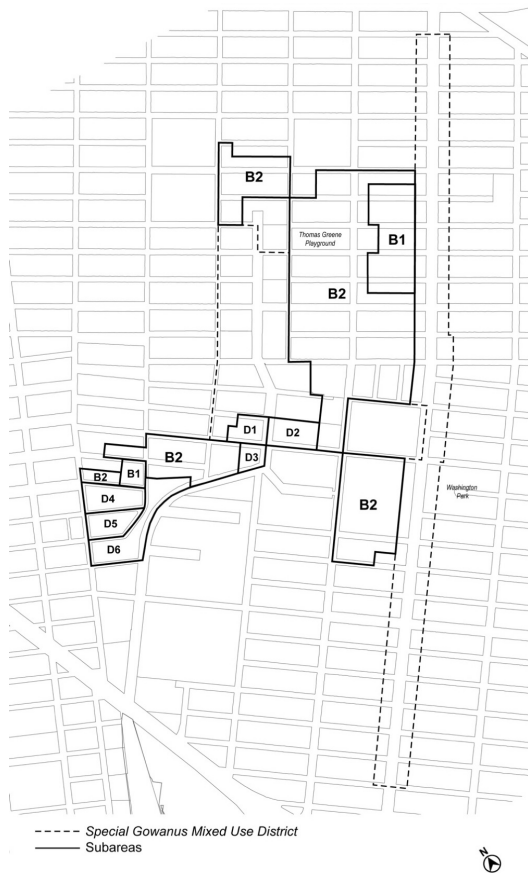 B2
Thomas Greene
Playground
B1
B2
D1
D2
B2
D3
B1
B2
D4
D5
D6
B2
Washington
Park
Special Gowanus Mixed Use District
Subareas
N